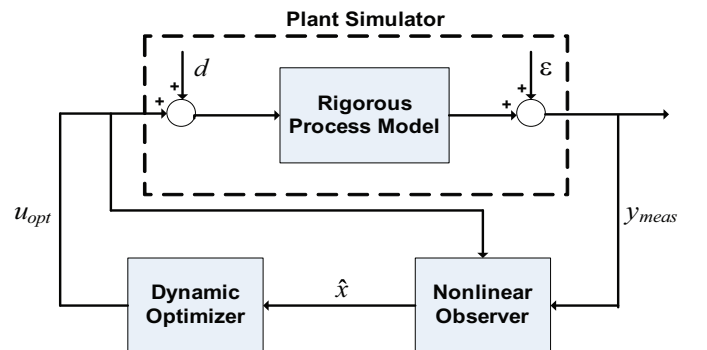 Plant Simulator
d
ε
+
+
+
+
Rigorous
Process Model
u_opt
y_meas
Dynamic
Optimizer
x̂
Nonlinear
Observer